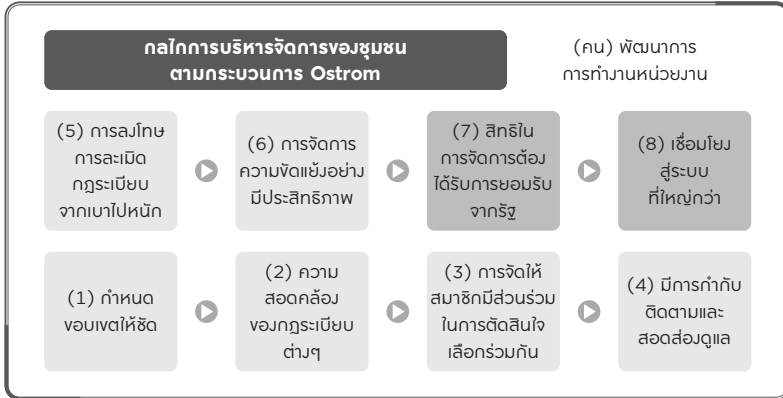 กลไกการบริหารจัดการของชุมชน
ตามกระบวนการ Ostrom
(คน) พัฒนาการ
การทำงานหน่วยงาน
(5) การลงโทษ
การละเมิด
กฎระเบียบ
จากเบาไปหนัก
(6) การจัดการ
ความขัดแย้งอย่าง
มีประสิทธิภาพ
(7) สิทธิใน
การจัดการต้อง
ได้รับการยอมรับ
จากรัฐ
(8) เชื่อมโยง
สู่ระบบ
ที่ใหญ่กว่า
(1) กำหนด
ขอบเขตให้ชัด
(2) ความ
สอดคล้อง
ของกฎระเบียบ
ต่างๆ
(3) การจัดให้
สมาชิกมีส่วนร่วม
ในการตัดสินใจ
เลือกร่วมกัน
(4) มีการกำกับ
ติดตามและ
สอดส่องดูแล